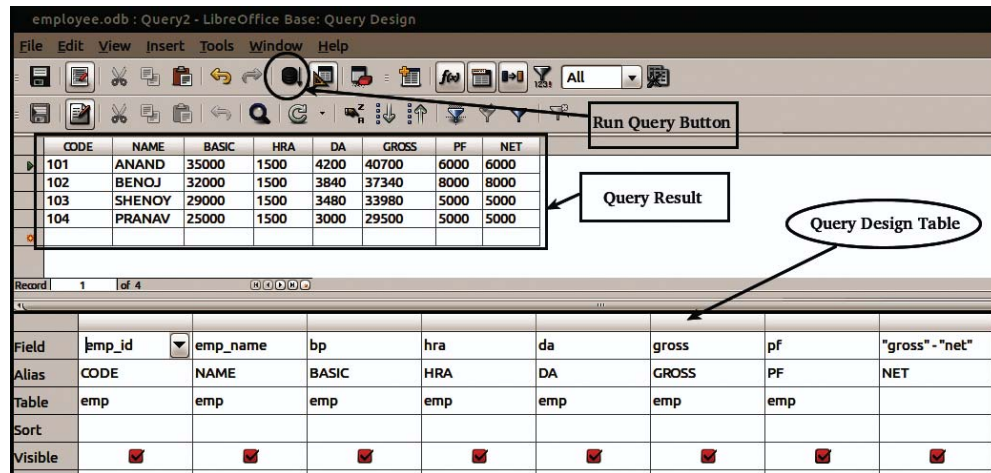 employee.odb : Query2 - LibreOffice Base: Query Design
File Edit View Insert Tools Window Help
All
Run Query Button
CODE NAME BASIC HRA DA GROSS PF NET
101 ANAND 35000 1500 4200 40700 6000 6000
102 BENOJ 32000 1500 3840 37340 8000 8000
103 SHENOY 29000 1500 3480 33980 5000 5000
104 PRANAV 25000 1500 3000 29500 5000 5000
Query Result
Query Design Table
Record 1 of 4
Field emp_id emp_name bp hra da gross pf "gross"-"net"
Alias CODE NAME BASIC HRA DA GROSS PF NET
Table emp emp emp emp emp emp emp
Sort
Visible